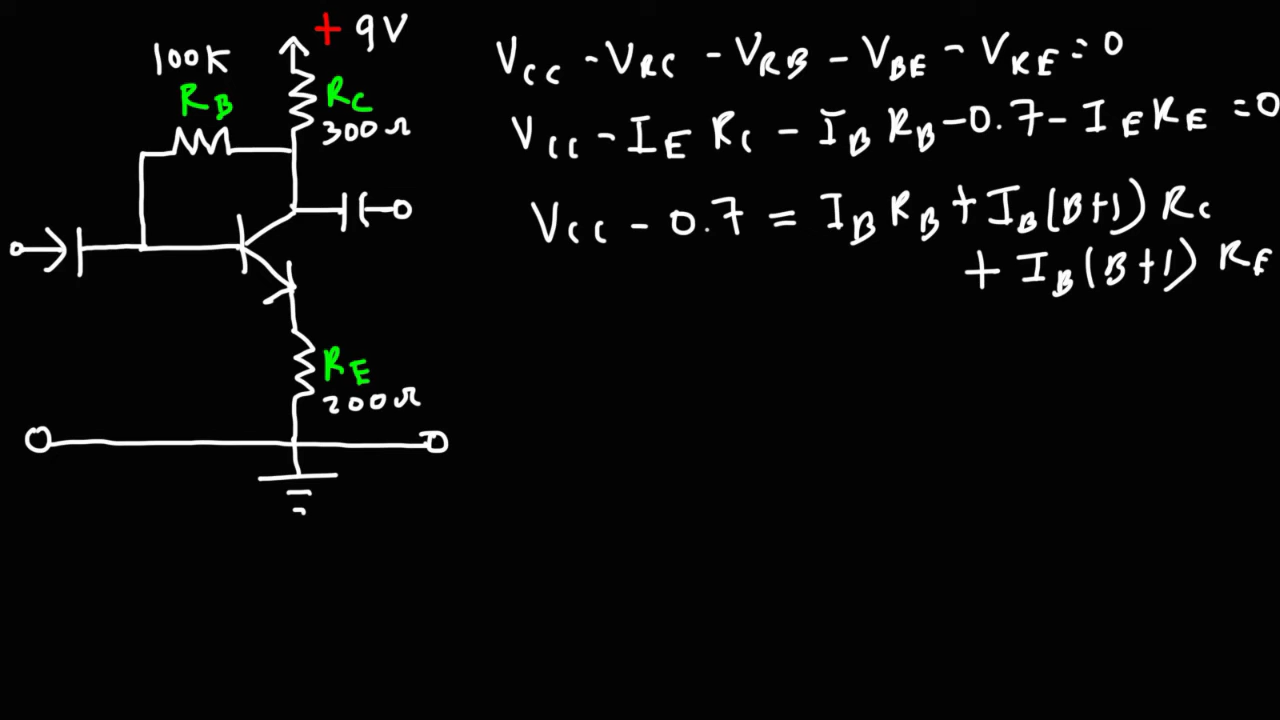 + 9V
100K
RB
RC
300Ω
VCC - VRC - VRB - VBE - VRE = 0
VCC - IE RC - IB RB - 0.7 - IE RE = 0
VCC - 0.7 = IB RB + IB(B+1) RC
+ IB(B+1) RE
RE
200Ω